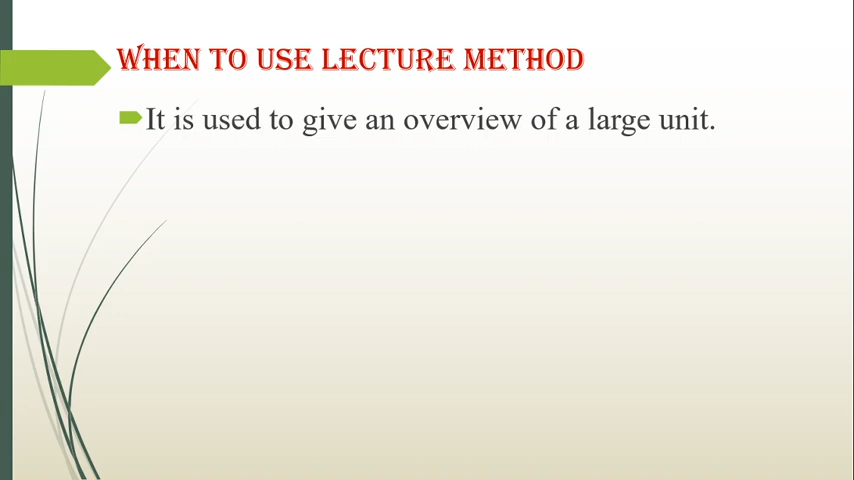 WHEN TO USE LECTURE METHOD
It is used to give an overview of a large unit.